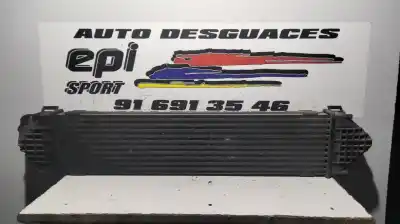 AUTO DESGUACES
epi
SPORT
91 691 35 46